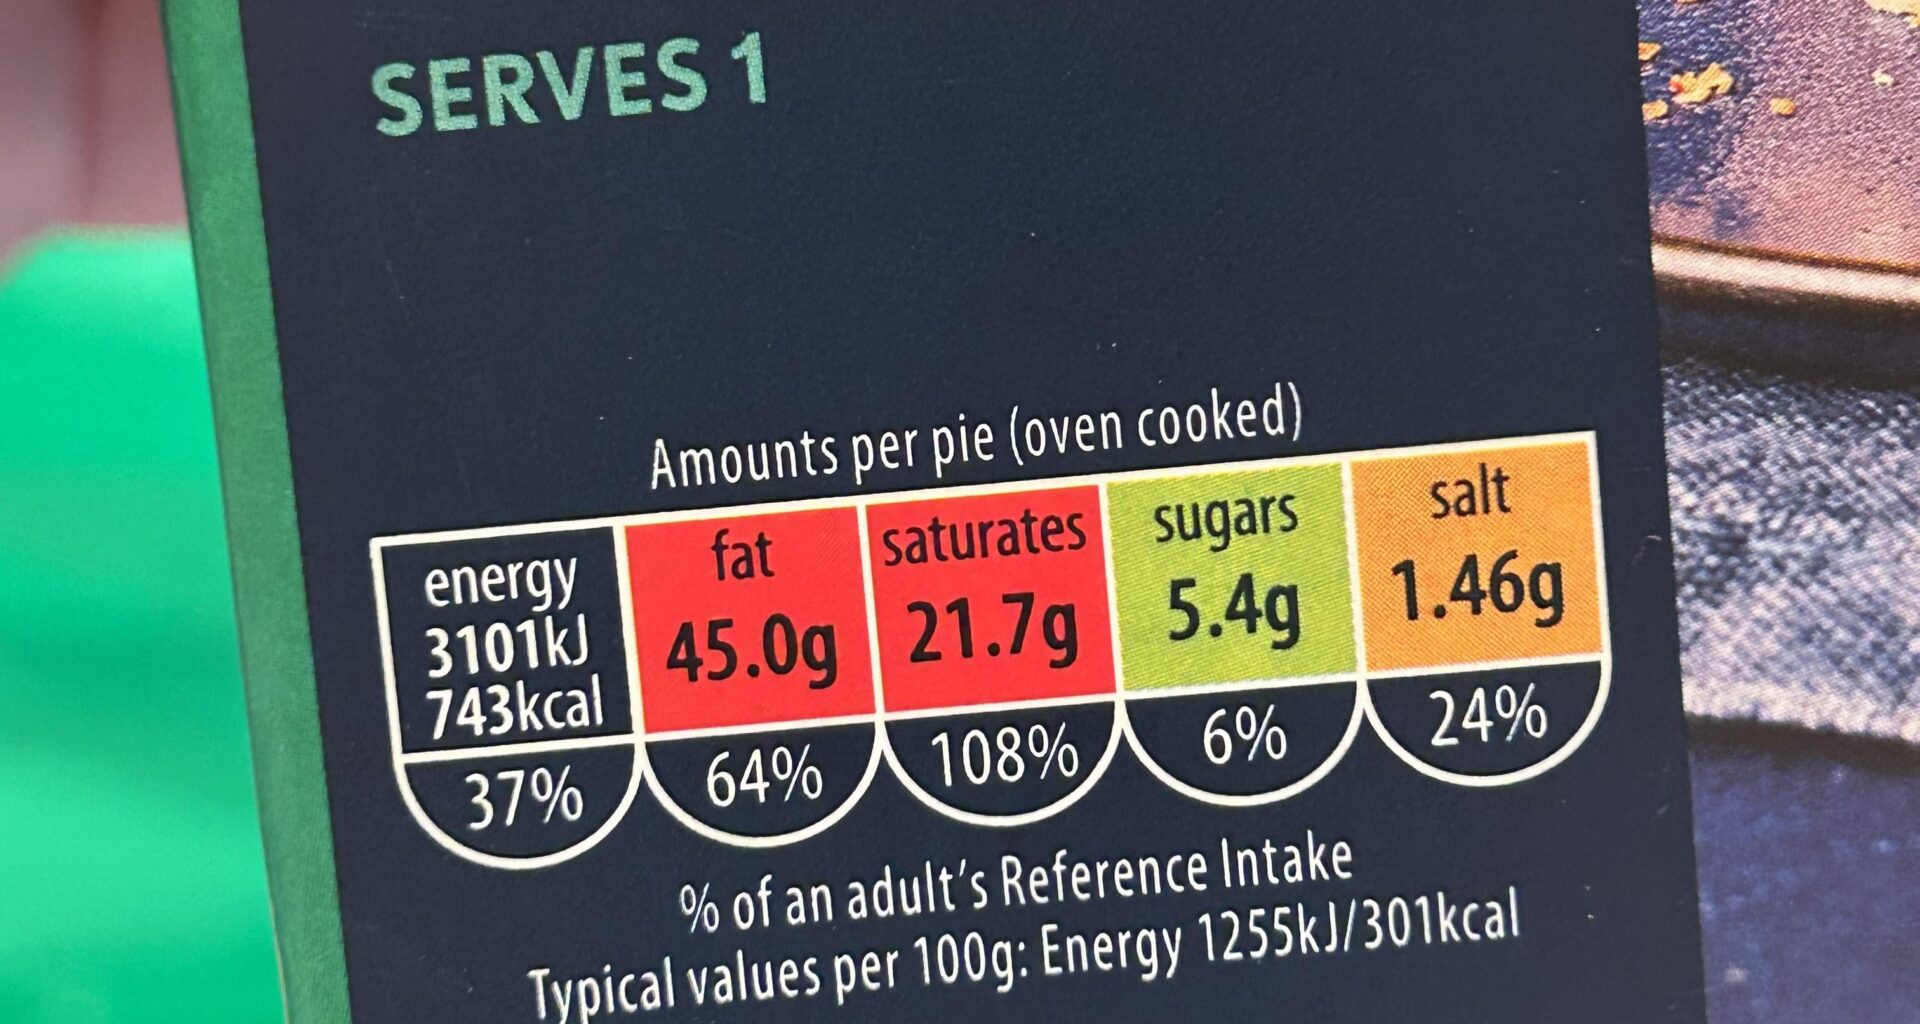 SERVES 1
Amounts per pie (oven cooked)
energy
3101kJ
743kcal
37%
fat
45.0g
64%
saturates
21.7g
108%
sugars
5.4g
6%
salt
1.46g
24%
% of an adult's Reference Intake
Typical values per 100g: Energy 1255kJ/301kcal